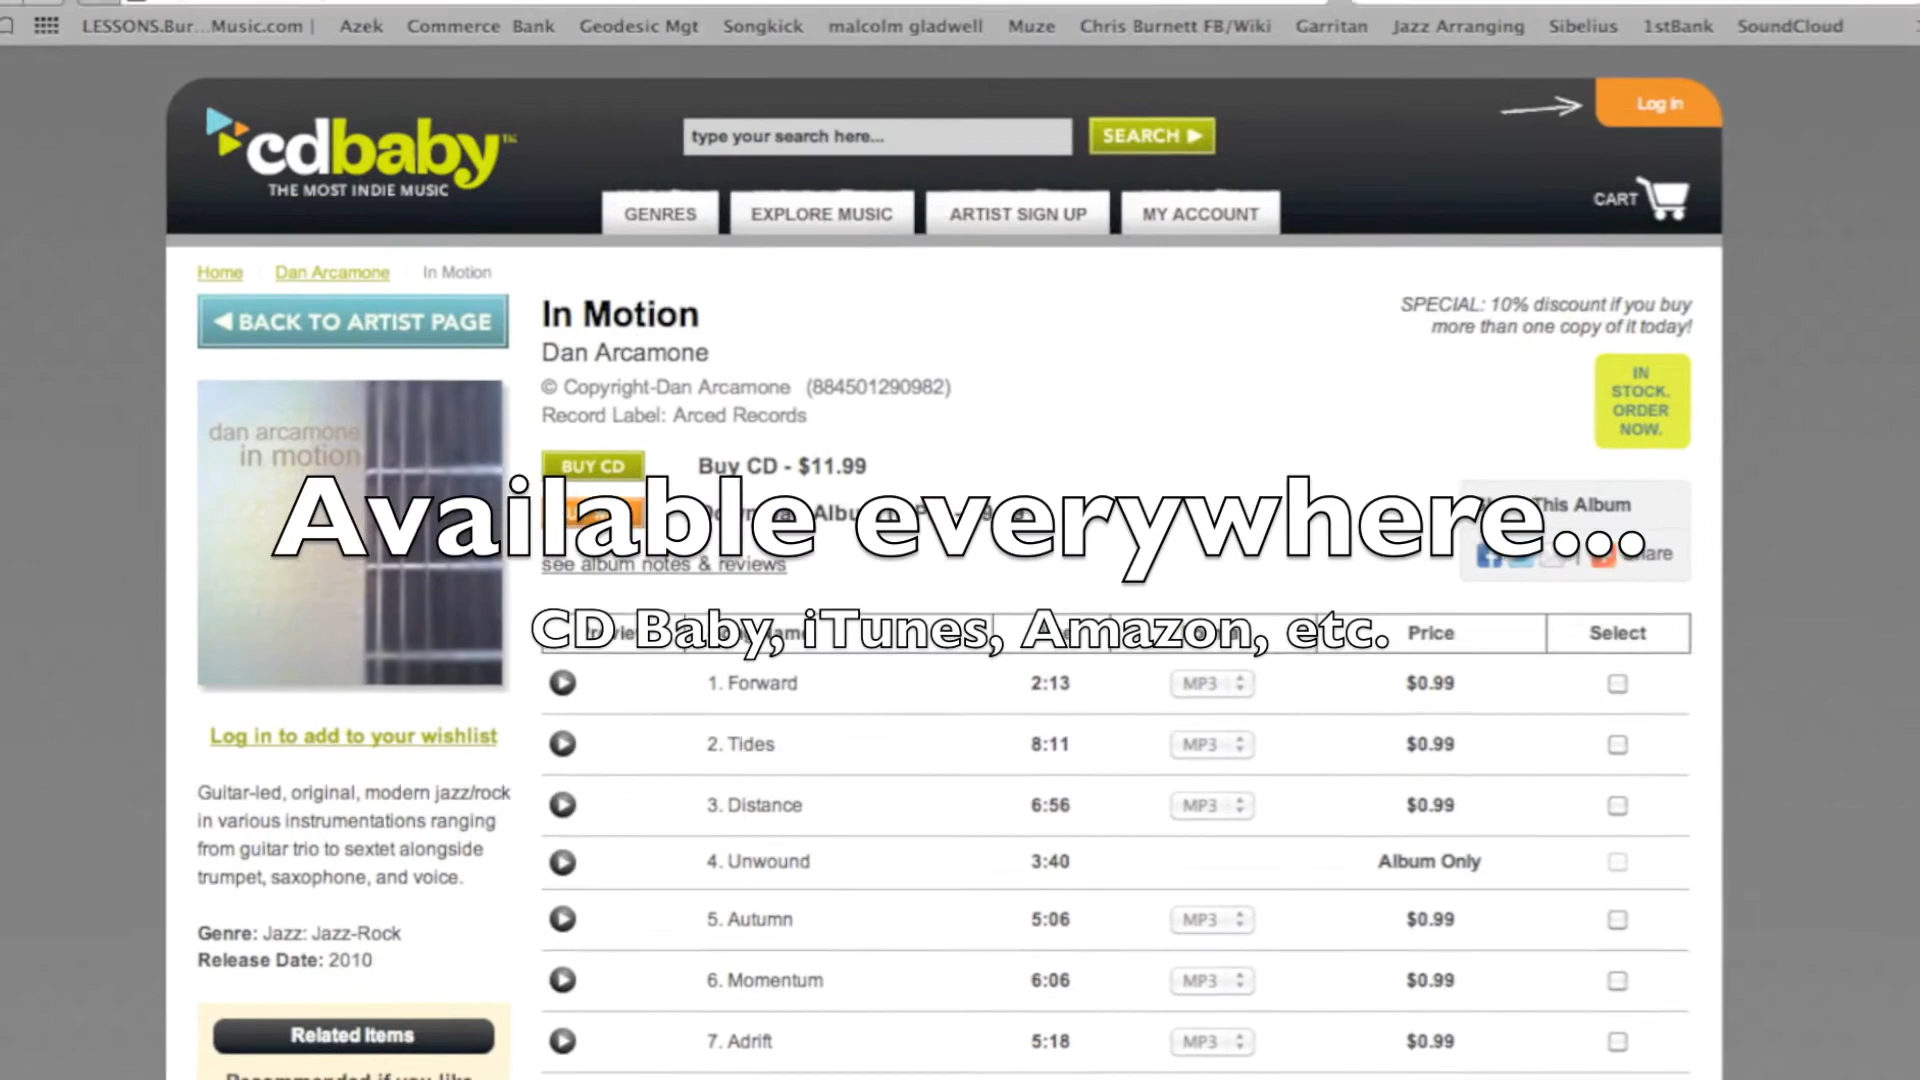 LESSONS.Bur...Music.com | Azek Commerce Bank Geodesic Mgt Songkick malcolm gladwell Muze Chris Burnett FB/Wiki Garritan Jazz Arranging Sibelius 1stBank SoundCloud
Log in
cdbaby™
THE MOST INDIE MUSIC
type your search here...
SEARCH
CART
GENRES EXPLORE MUSIC ARTIST SIGN UP MY ACCOUNT
Home Dan Arcamone In Motion
BACK TO ARTIST PAGE
In Motion
Dan Arcamone
© Copyright-Dan Arcamone (884501290982)
Record Label: Arced Records
SPECIAL: 10% discount if you buy
more than one copy of it today!
IN
STOCK.
ORDER
NOW.
dan arcamone
in motion
BUY CD Buy CD - $11.99
This Album
Available everywhere...
see album notes & reviews
CD Baby, iTunes, Amazon, etc.
Price Select
1. Forward 2:13 MP3 $0.99
2. Tides 8:11 MP3 $0.99
3. Distance 6:56 MP3 $0.99
4. Unwound 3:40 Album Only
5. Autumn 5:06 MP3 $0.99
6. Momentum 6:06 MP3 $0.99
7. Adrift 5:18 MP3 $0.99
Log in to add to your wishlist
Guitar-led, original, modern jazz/rock
in various instrumentations ranging
from guitar trio to sextet alongside
trumpet, saxophone, and voice.
Genre: Jazz: Jazz-Rock
Release Date: 2010
Related Items